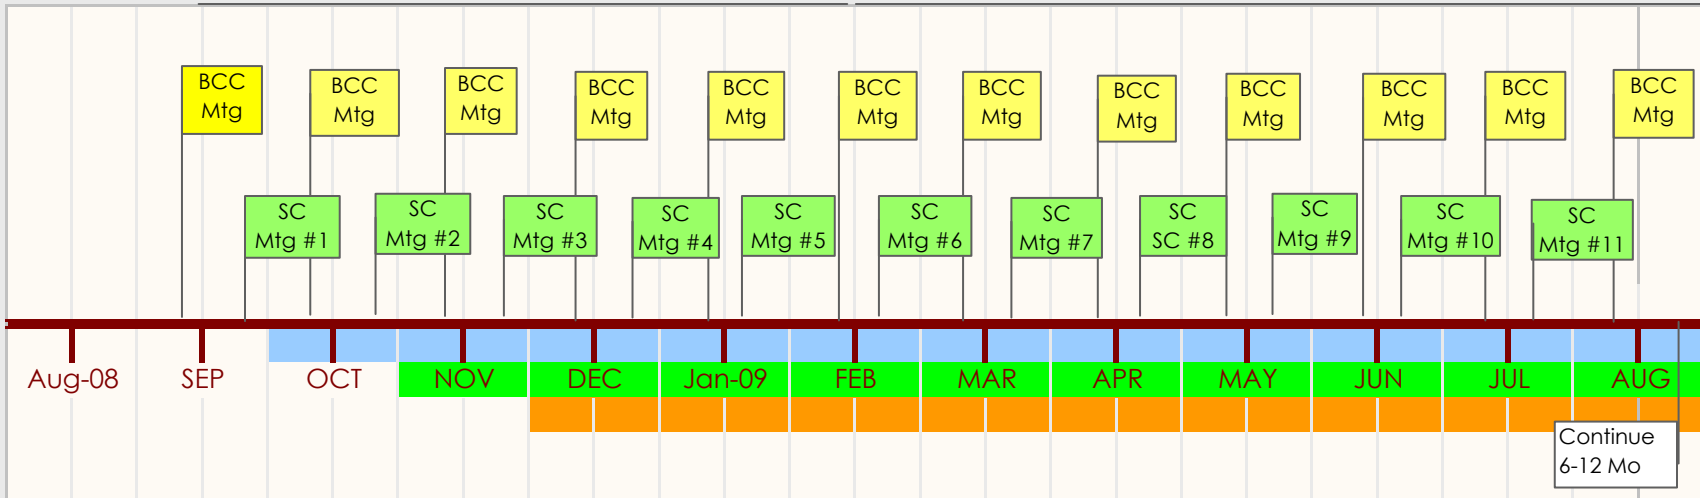 BCC
Mtg
BCC
Mtg
BCC
Mtg
BCC
Mtg
BCC
Mtg
BCC
Mtg
BCC
Mtg
BCC
Mtg
BCC
Mtg
BCC
Mtg
BCC
Mtg
BCC
Mtg
SC
Mtg #1
SC
Mtg #2
SC
Mtg #3
SC
Mtg #4
SC
Mtg #5
SC
Mtg #6
SC
Mtg #7
SC
SC #8
SC
Mtg #9
SC
Mtg #10
SC
Mtg #11
Aug-08 SEP OCT NOV DEC Jan-09 FEB MAR APR MAY JUN JUL AUG
Continue
6-12 Mo